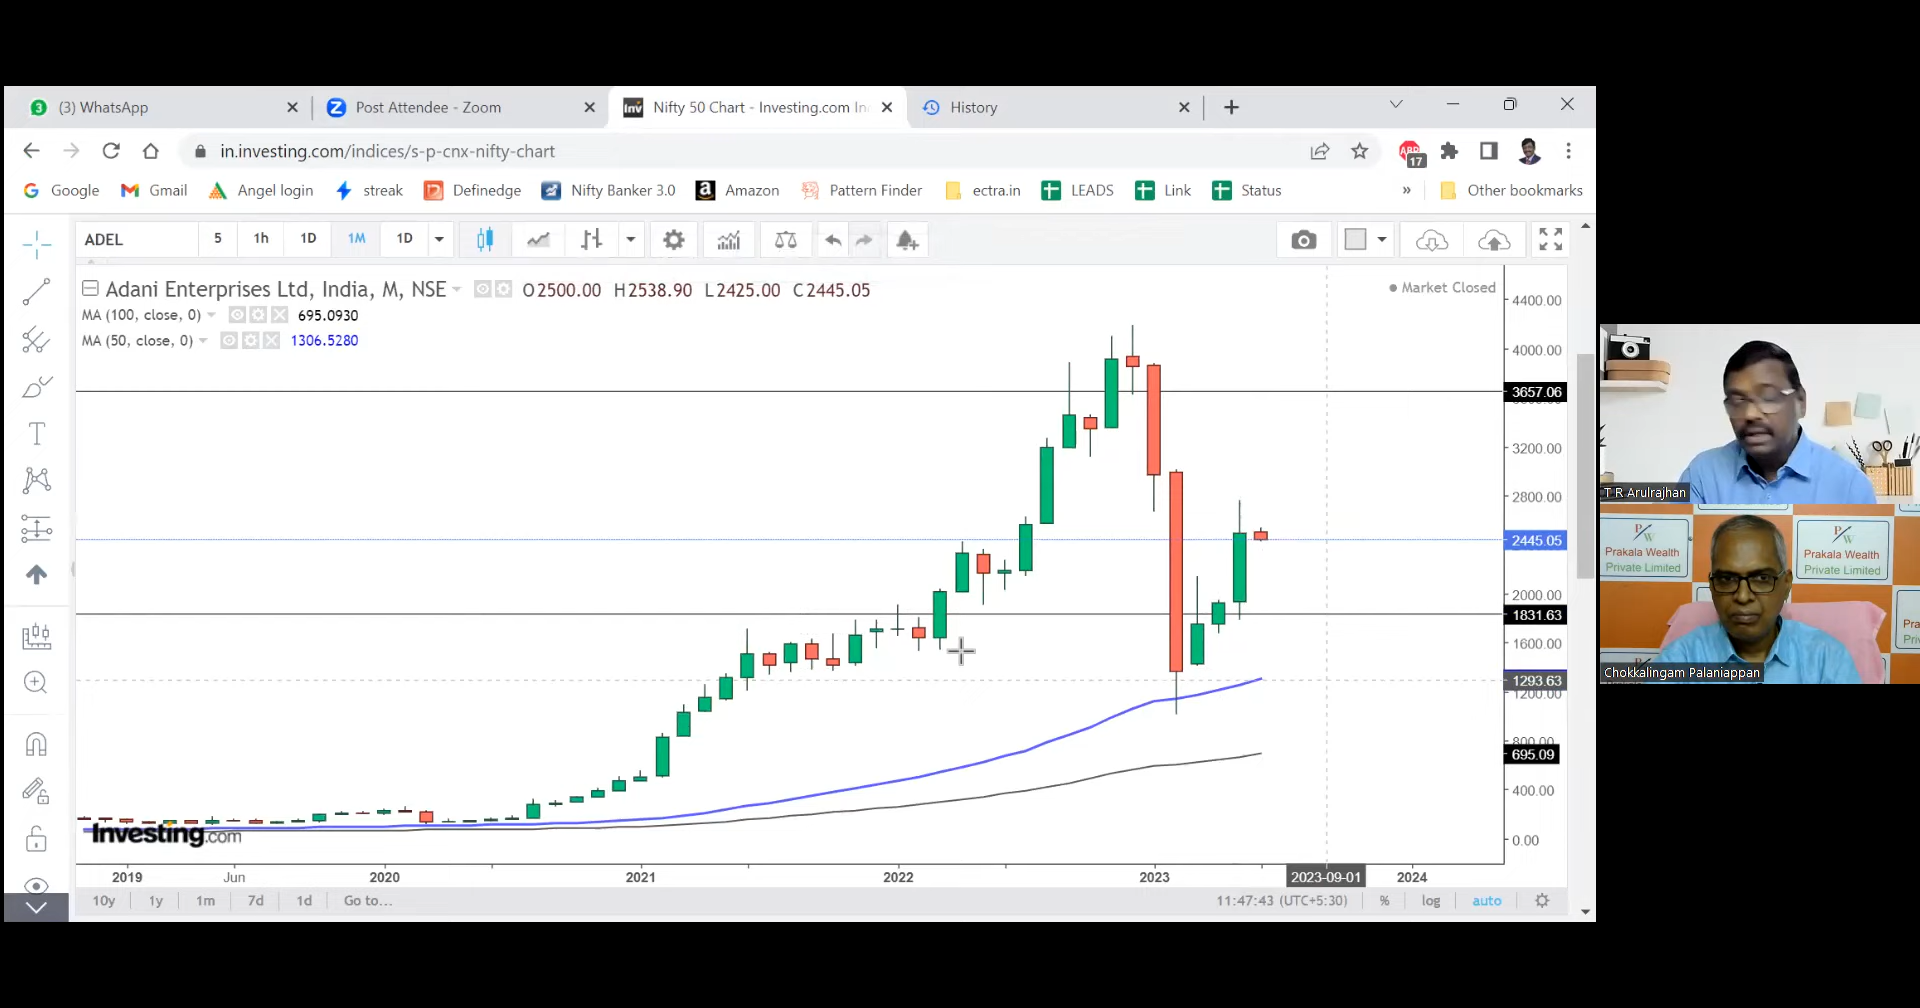 (3) WhatsApp
Post Attendee - Zoom
Nifty 50 Chart - Investing.com In
History
in.investing.com/indices/s-p-cnx-nifty-chart
17
Google
Gmail
Angel login
streak
Definedge
Nifty Banker 3.0
Amazon
Pattern Finder
ectra.in
LEADS
Link
Status
»
Other bookmarks
ADEL
5
1h
1D
1M
1D
Adani Enterprises Ltd, India, M, NSE
O2500.00 H2538.90 L2425.00 C2445.05
Market Closed
MA (100, close, 0)
695.0930
MA (50, close, 0)
1306.5280
4400.00
4000.00
3657.06
3200.00
2800.00
2445.05
2000.00
1831.63
1600.00
1293.63
1200.00
800.00
695.09
400.00
0.00
Investing.com
2019
Jun
2020
2021
2022
2023
2023-09-01
2024
10y
1y
1m
7d
1d
Go to...
11:47:43 (UTC+5:30)
%
log
auto
T R Arulrajhan
PW
Prakala Wealth
Private Limited
PW
Prakala Wealth
Private Limited
Chokkalingam Palaniappan